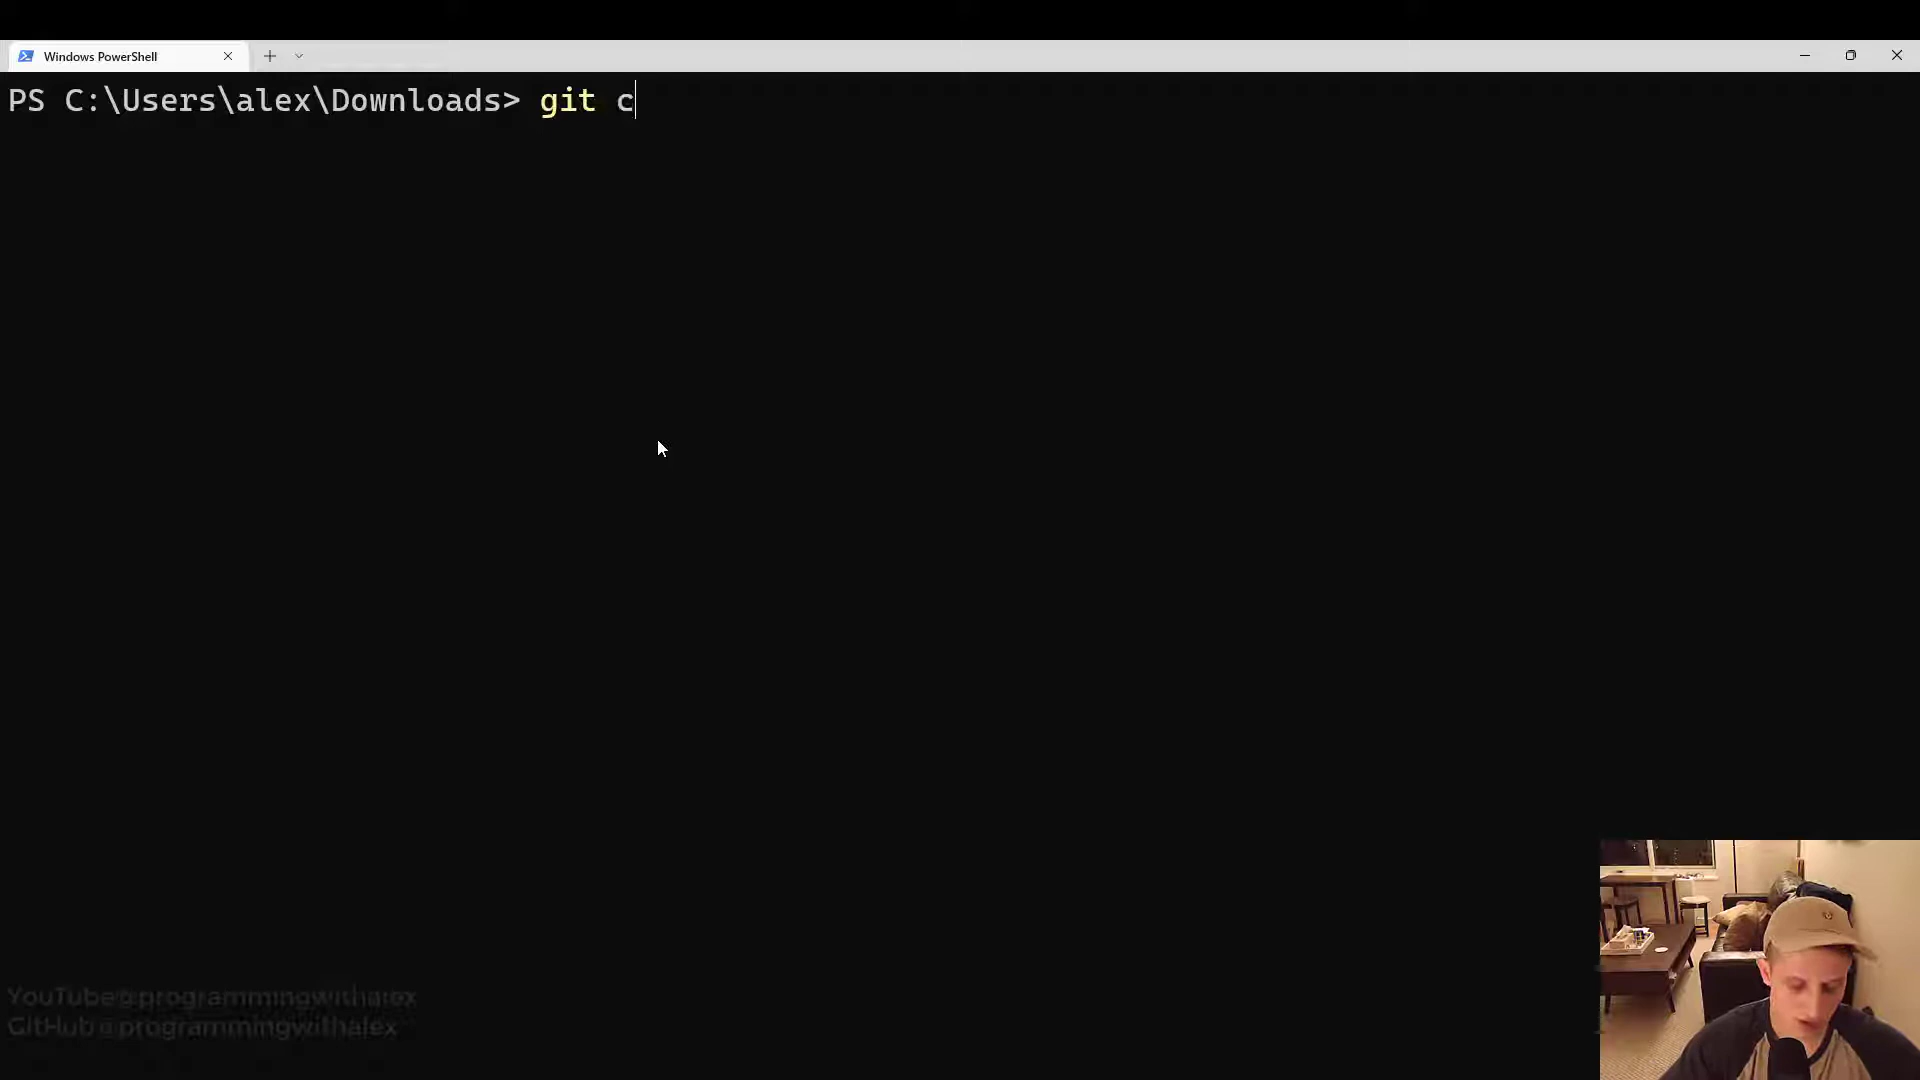 Windows PowerShell
PS C:\Users\alex\Downloads> git c
YouTube@programmingwithalex
GitHub@programmingwithalex